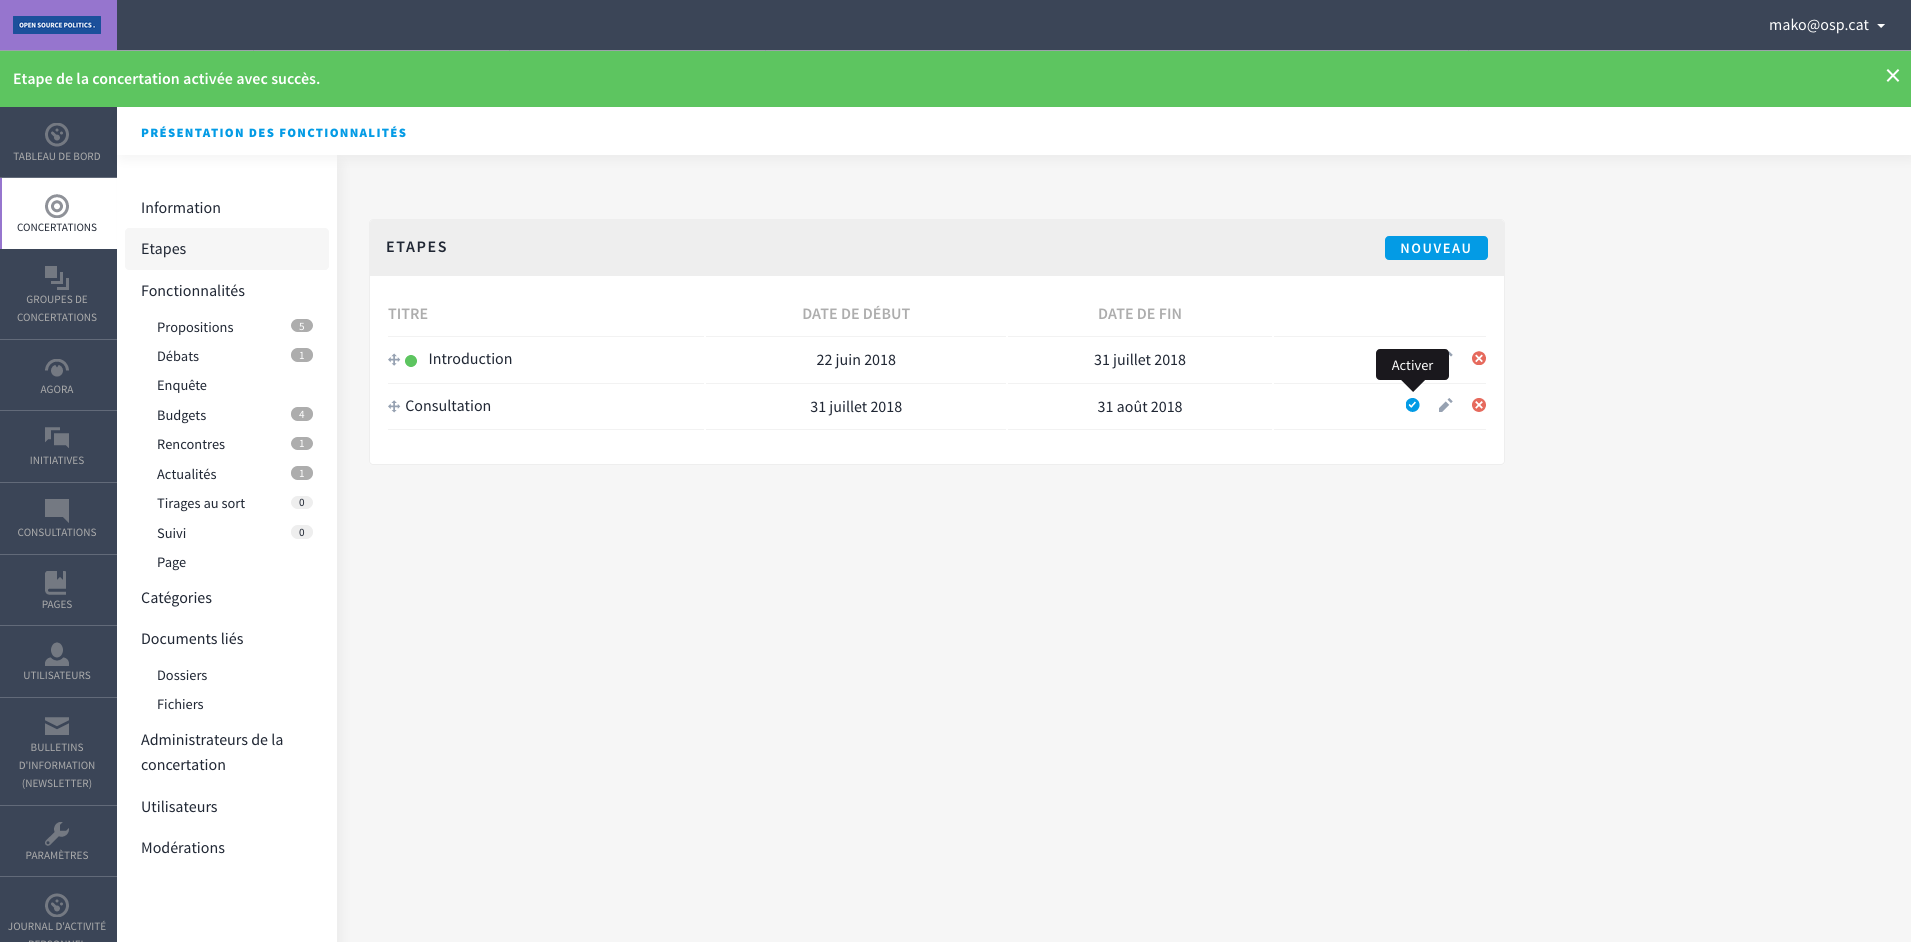 OPEN SOURCE POLITICS .
mako@osp.cat
Etape de la concertation activée avec succès.
PRÉSENTATION DES FONCTIONNALITÉS
TABLEAU DE BORD
CONCERTATIONS
GROUPES DE
CONCERTATIONS
AGORA
INITIATIVES
CONSULTATIONS
PAGES
UTILISATEURS
BULLETINS
D'INFORMATION
(NEWSLETTER)
PARAMÈTRES
JOURNAL D'ACTIVITÉ
PERSONNEL
Information
Etapes
Fonctionnalités
Propositions 5
Débats 1
Enquête
Budgets 4
Rencontres 1
Actualités 1
Tirages au sort 0
Suivi 0
Page
Catégories
Documents liés
Dossiers
Fichiers
Administrateurs de la
concertation
Utilisateurs
Modérations
ETAPES NOUVEAU
TITRE DATE DE DÉBUT DATE DE FIN
Introduction 22 juin 2018 31 juillet 2018
Activer
Consultation 31 juillet 2018 31 août 2018